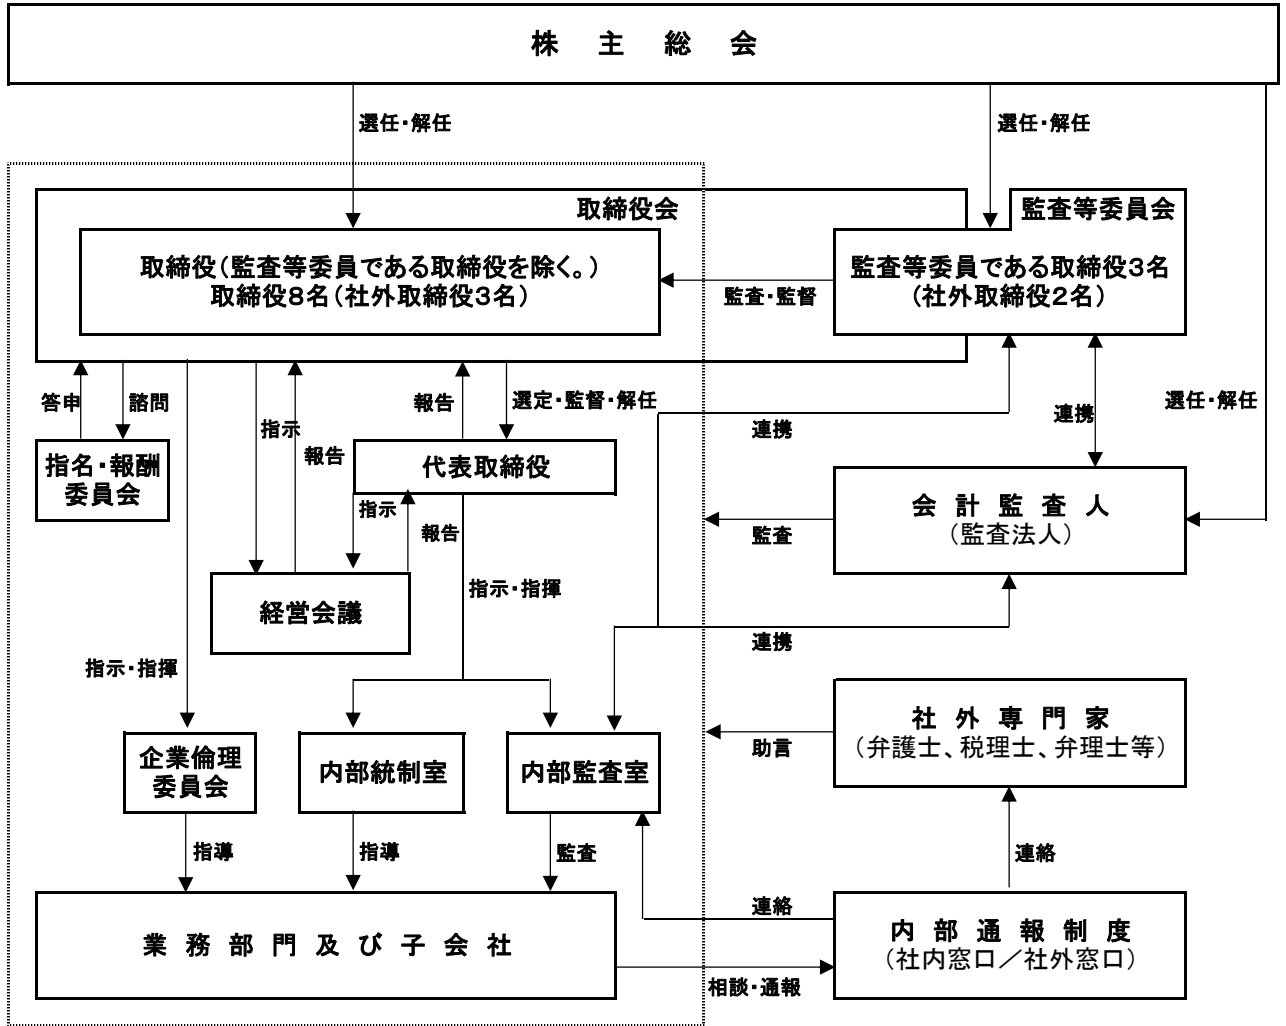 株 主 総 会
選任・解任
選任・解任
取締役会
監査等委員会
取締役（監査等委員である取締役を除く。）
取締役８名（社外取締役３名）
監査・監督
監査等委員である取締役３名
（社外取締役２名）
答申
諮問
指示
報告
報告
選定・監督・解任
連携
連携
選任・解任
指名・報酬
委員会
代表取締役
指示
報告
会 計 監 査 人
（監査法人）
監査
経営会議
指示・指揮
連携
指示・指揮
社 外 専 門 家
（弁護士、税理士、弁理士等）
助言
企業倫理
委員会
内部統制室
内部監査室
指導
指導
監査
連絡
連絡
業 務 部 門 及 び 子 会 社
内 部 通 報 制 度
（社内窓口／社外窓口）
相談・通報